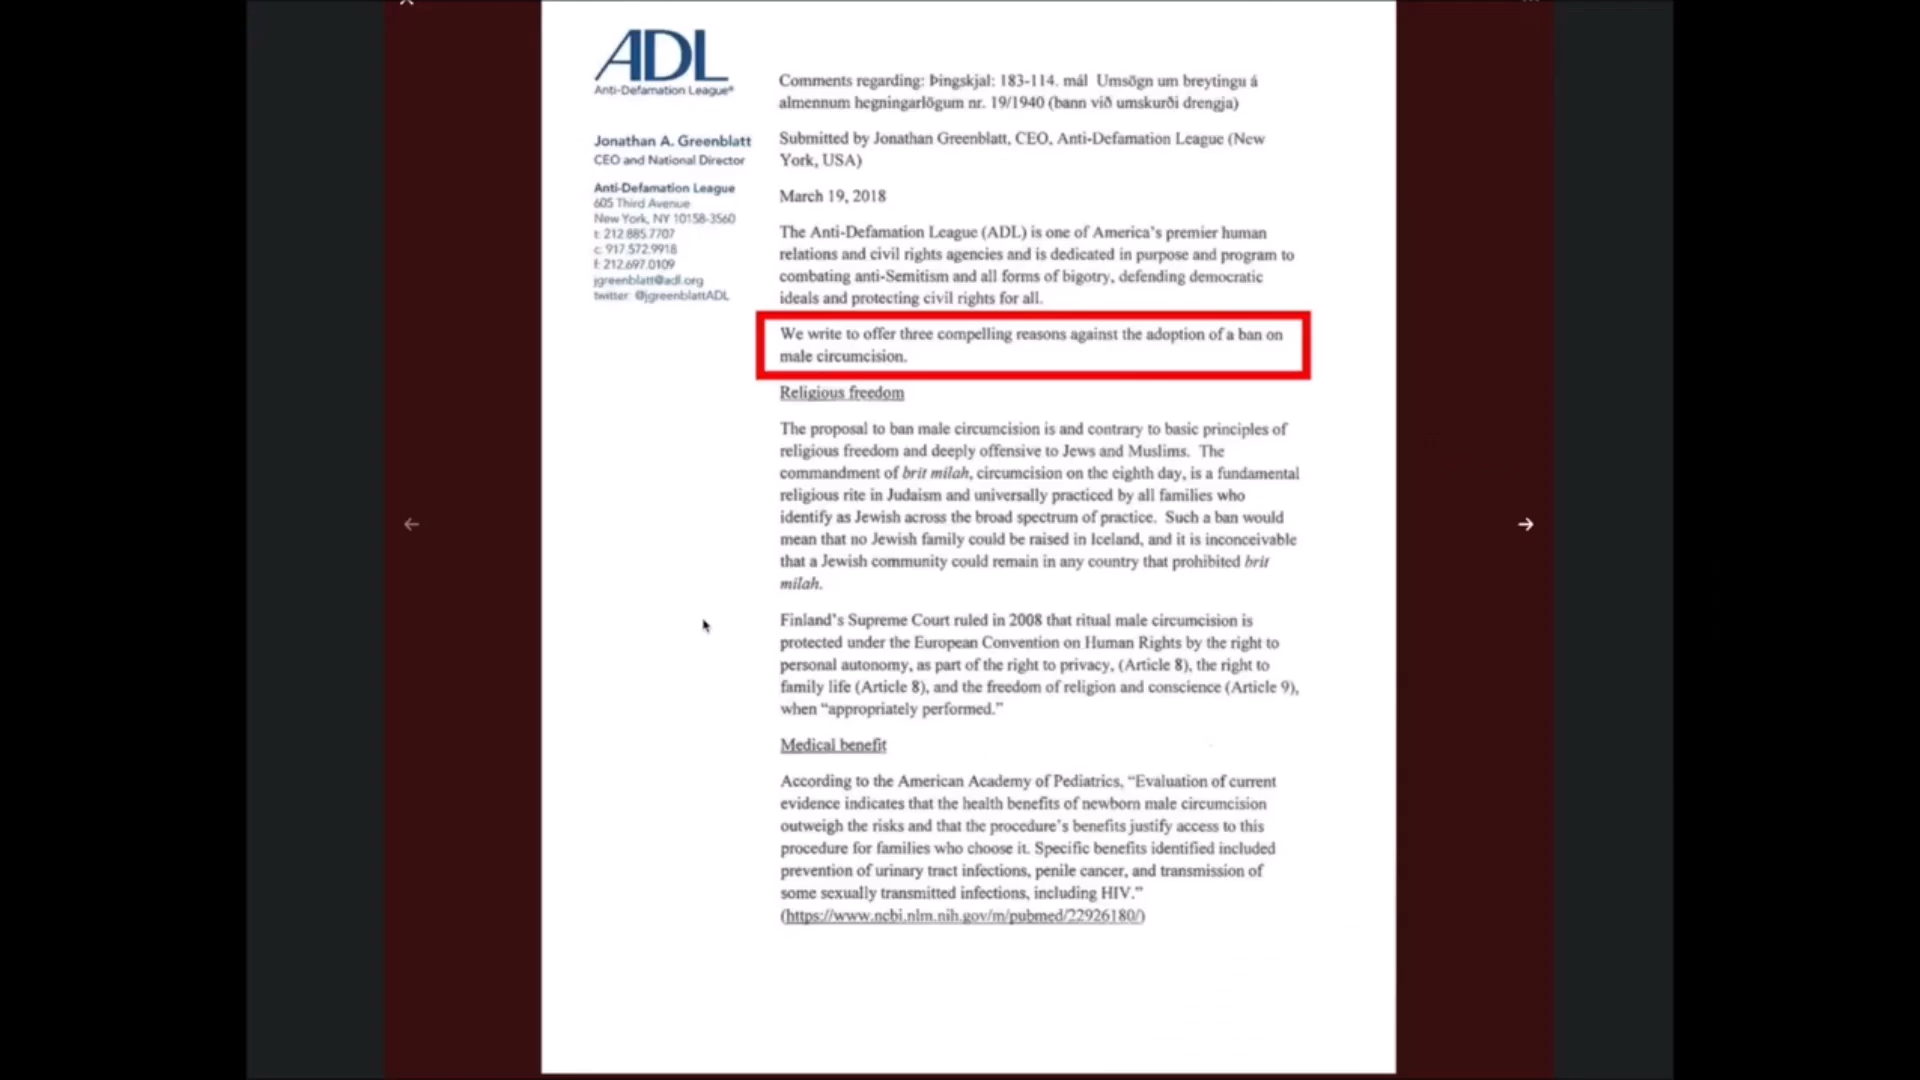 ADL
Anti-Defamation League®
Jonathan A. Greenblatt
CEO and National Director
Anti-Defamation League
605 Third Avenue
New York, NY 10158-3560
t: 212.885.7707
c: 917.572.9918
f: 212.697.0109
jgreenblatt@adl.org
twitter: @jgreenblattADL
Comments regarding: Þingskjal: 183-114. mál Umsögn um breytingu á
almennum hegningarlögum nr. 19/1940 (bann við umskurði drengja)
Submitted by Jonathan Greenblatt, CEO, Anti-Defamation League (New
York, USA)
March 19, 2018
The Anti-Defamation League (ADL) is one of America's premier human
relations and civil rights agencies and is dedicated in purpose and program to
combating anti-Semitism and all forms of bigotry, defending democratic
ideals and protecting civil rights for all.
We write to offer three compelling reasons against the adoption of a ban on
male circumcision.
Religious freedom
The proposal to ban male circumcision is and contrary to basic principles of
religious freedom and deeply offensive to Jews and Muslims. The
commandment of brit milah, circumcision on the eighth day, is a fundamental
religious rite in Judaism and universally practiced by all families who
identify as Jewish across the broad spectrum of practice. Such a ban would
mean that no Jewish family could be raised in Iceland, and it is inconceivable
that a Jewish community could remain in any country that prohibited brit
milah.
Finland's Supreme Court ruled in 2008 that ritual male circumcision is
protected under the European Convention on Human Rights by the right to
personal autonomy, as part of the right to privacy, (Article 8), the right to
family life (Article 8), and the freedom of religion and conscience (Article 9),
when "appropriately performed."
Medical benefit
According to the American Academy of Pediatrics, "Evaluation of current
evidence indicates that the health benefits of newborn male circumcision
outweigh the risks and that the procedure's benefits justify access to this
procedure for families who choose it. Specific benefits identified included
prevention of urinary tract infections, penile cancer, and transmission of
some sexually transmitted infections, including HIV."
(https://www.ncbi.nlm.nih.gov/m/pubmed/22926180/)